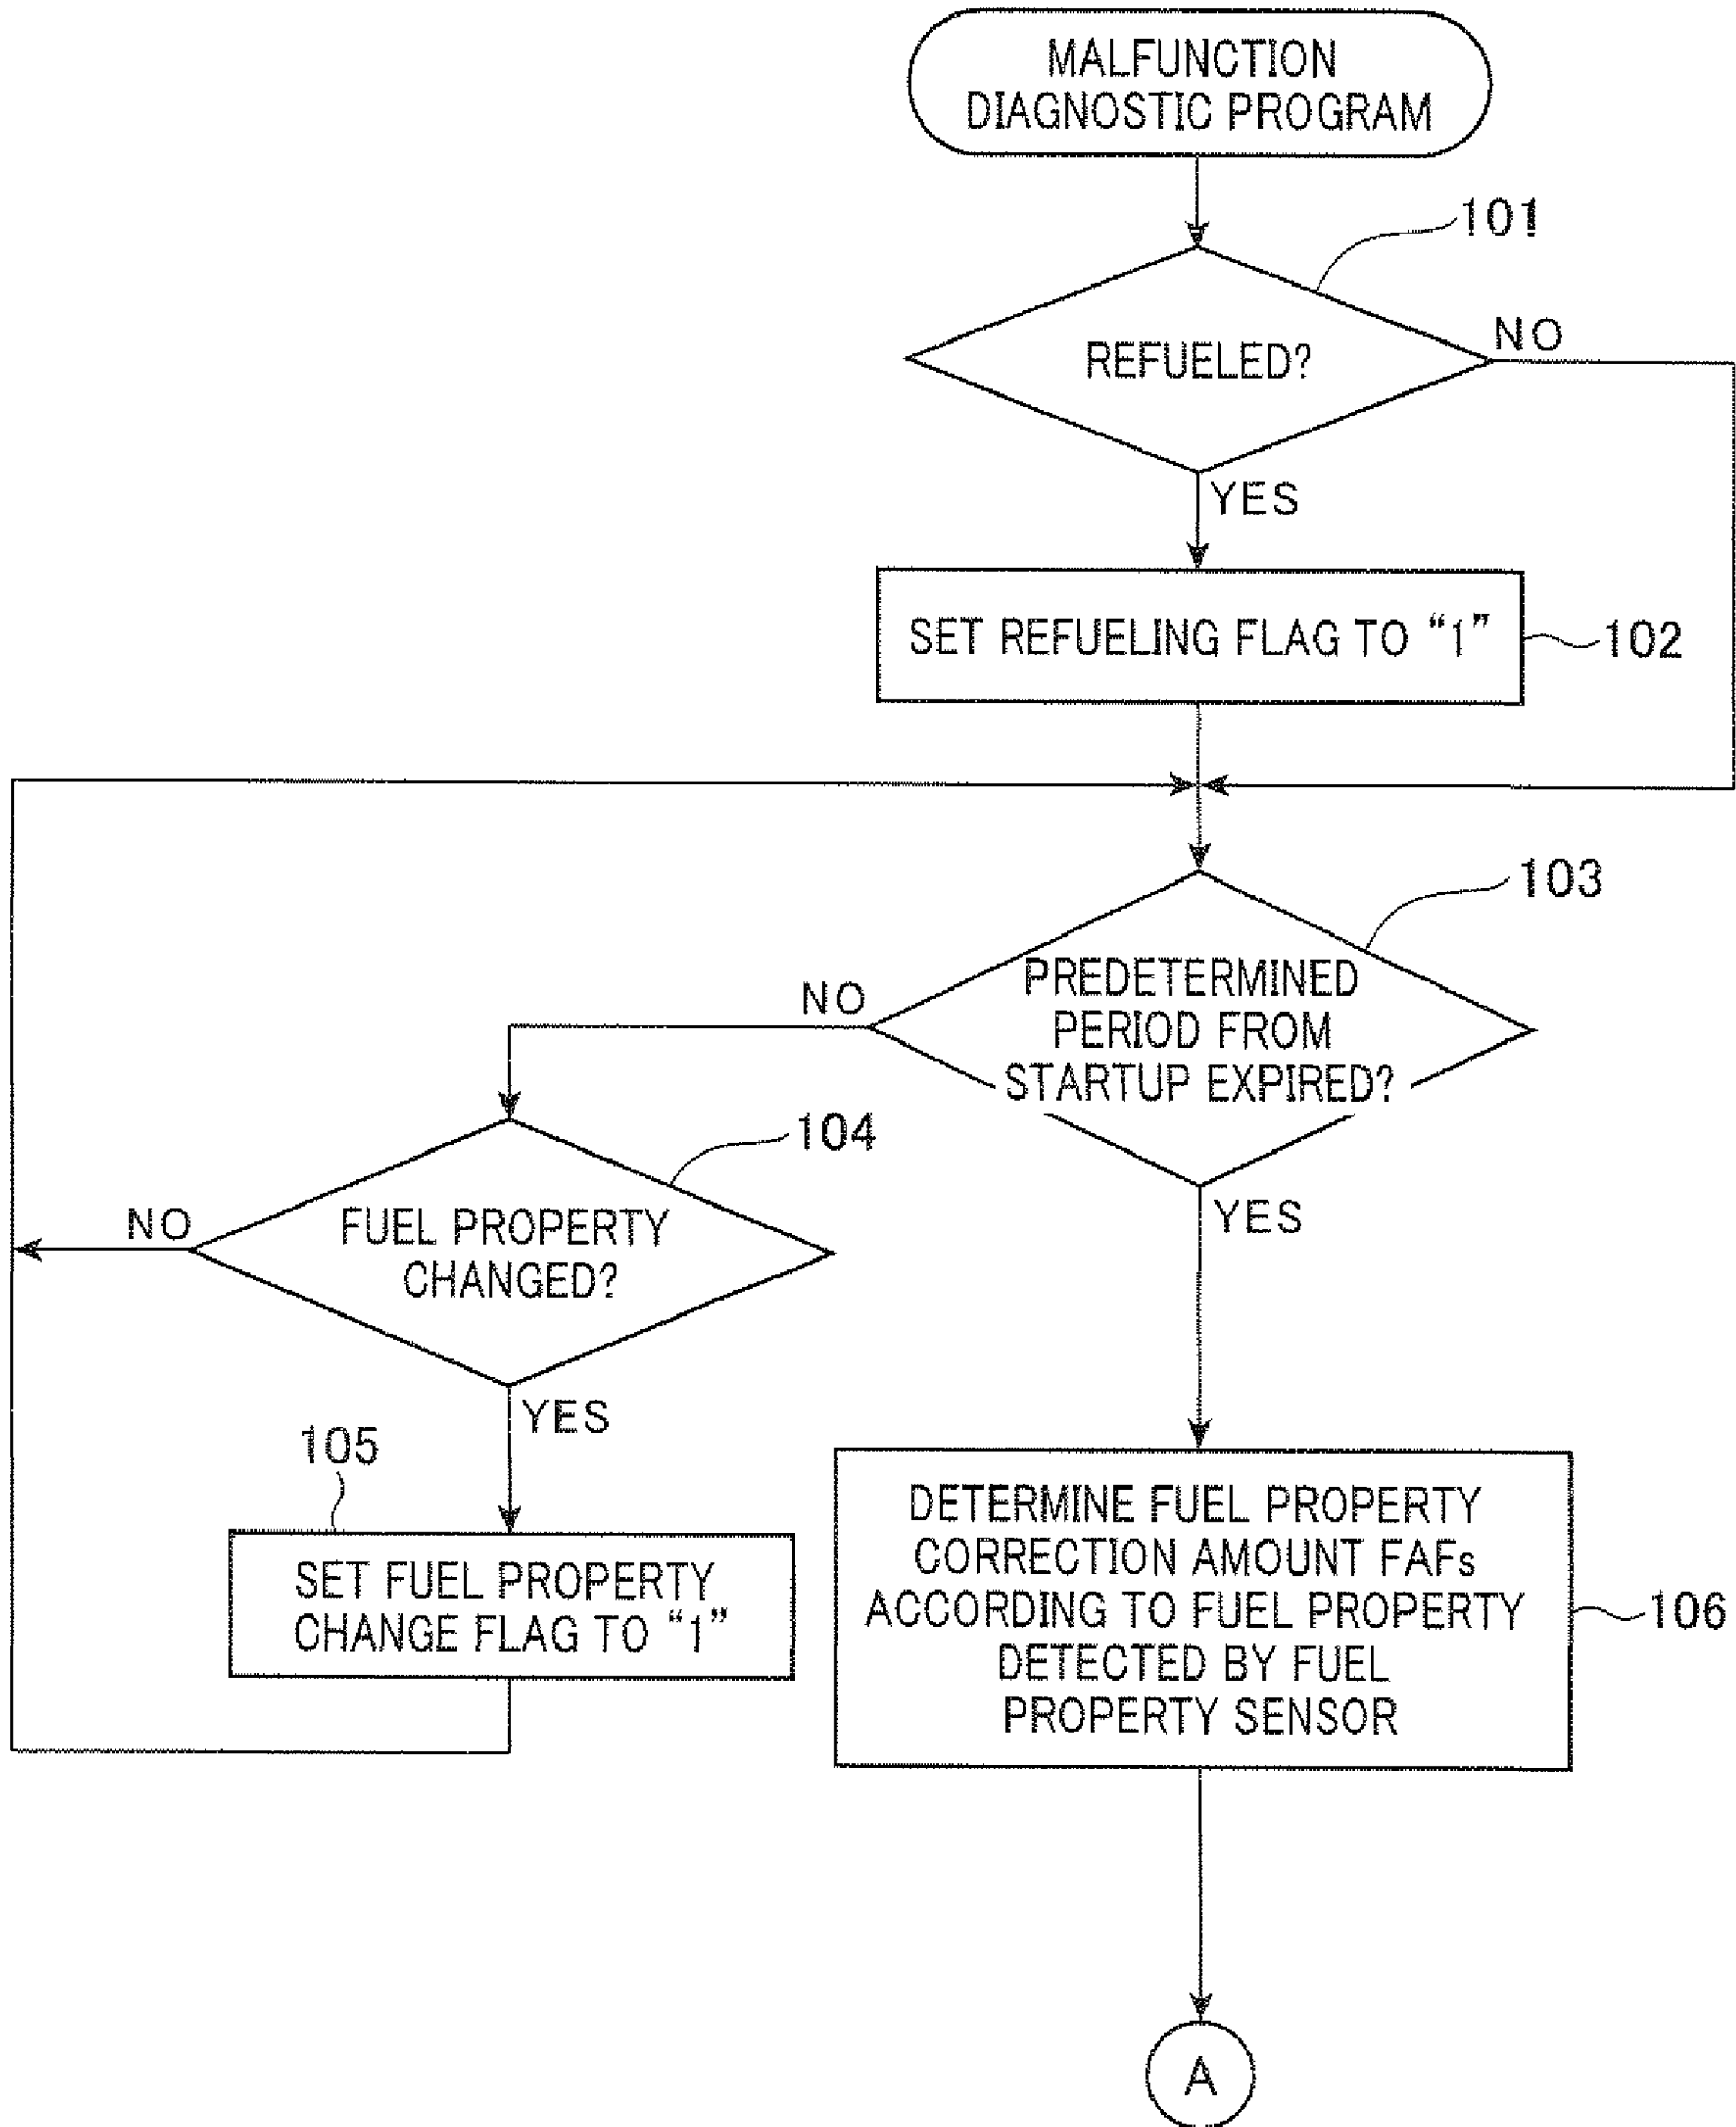 MALFUNCTION
DIAGNOSTIC PROGRAM
101
REFUELED?
NO
YES
SET REFUELING FLAG TO “1”
102
103
PREDETERMINED
PERIOD FROM
STARTUP EXPIRED?
NO
YES
104
FUEL PROPERTY
CHANGED?
NO
YES
105
SET FUEL PROPERTY
CHANGE FLAG TO “1”
DETERMINE FUEL PROPERTY
CORRECTION AMOUNT FAFs
ACCORDING TO FUEL PROPERTY
DETECTED BY FUEL
PROPERTY SENSOR
106
A